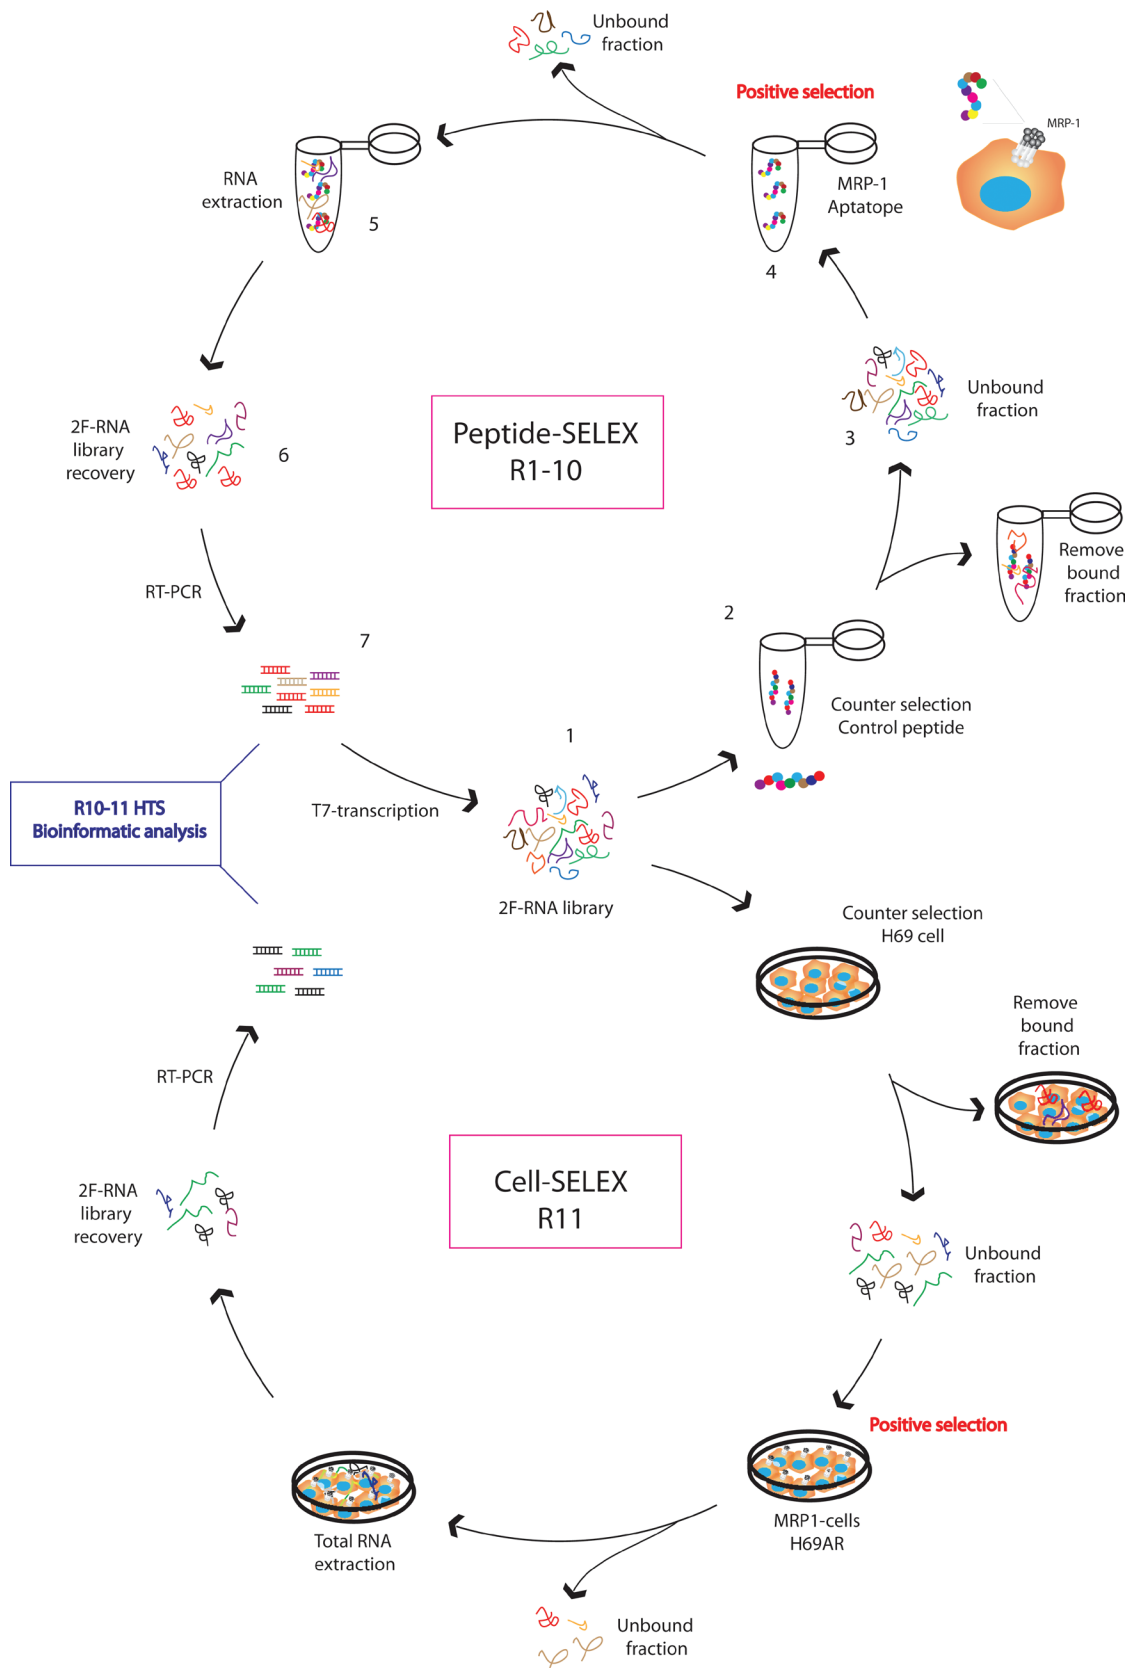 Unbound
fraction
Positive selection
MRP-1
MRP-1
Aptatope
4
RNA
extraction
5
2F-RNA
library
recovery
6
Peptide-SELEX
R1-10
Unbound
fraction
3
Remove
bound
fraction
RT-PCR
2
7
Counter selection
Control peptide
1
R10-11 HTS
Bioinformatic analysis
T7-transcription
2F-RNA library
Counter selection
H69 cell
Remove
bound
fraction
RT-PCR
Cell-SELEX
R11
2F-RNA
library
recovery
Unbound
fraction
Positive selection
MRP1-cells
H69AR
Total RNA
extraction
Unbound
fraction